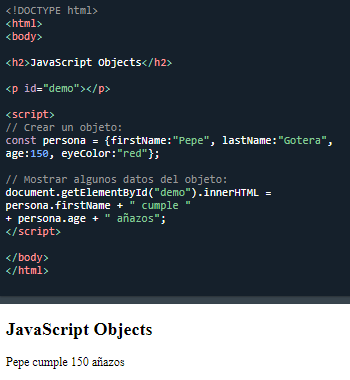 <!DOCTYPE html>
<html>
<body>
<h2>JavaScript Objects</h2>
<p id="demo"></p>
<script>
// Crear un objeto:
const persona = {firstName:"Pepe", lastName:"Gotera",
age:150, eyeColor:"red"};
// Mostrar algunos datos del objeto:
document.getElementById("demo").innerHTML =
persona.firstName + " cumple "
+ persona.age + " añazos";
</script>
</body>
</html>
JavaScript Objects
Pepe cumple 150 añazos